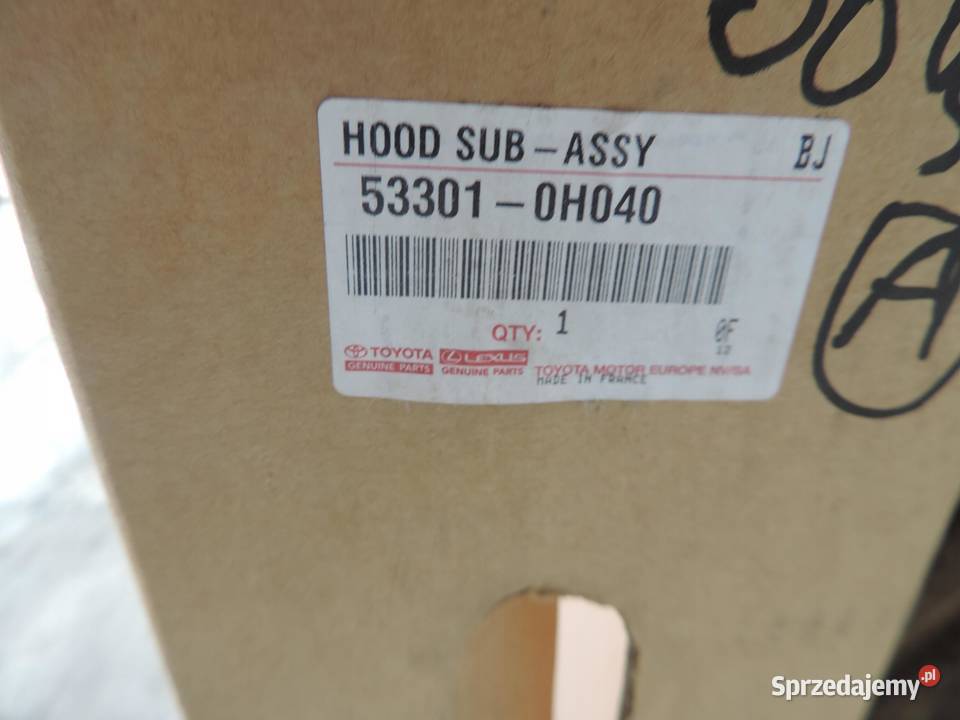 HOOD SUB-ASSY BJ
53301-0H040
QTY: 1
0F
12
TOYOTA
GENUINE PARTS
LEXUS
GENUINE PARTS
TOYOTA MOTOR EUROPE NV/SA
MADE IN FRANCE
A
Sprzedajemy.pl